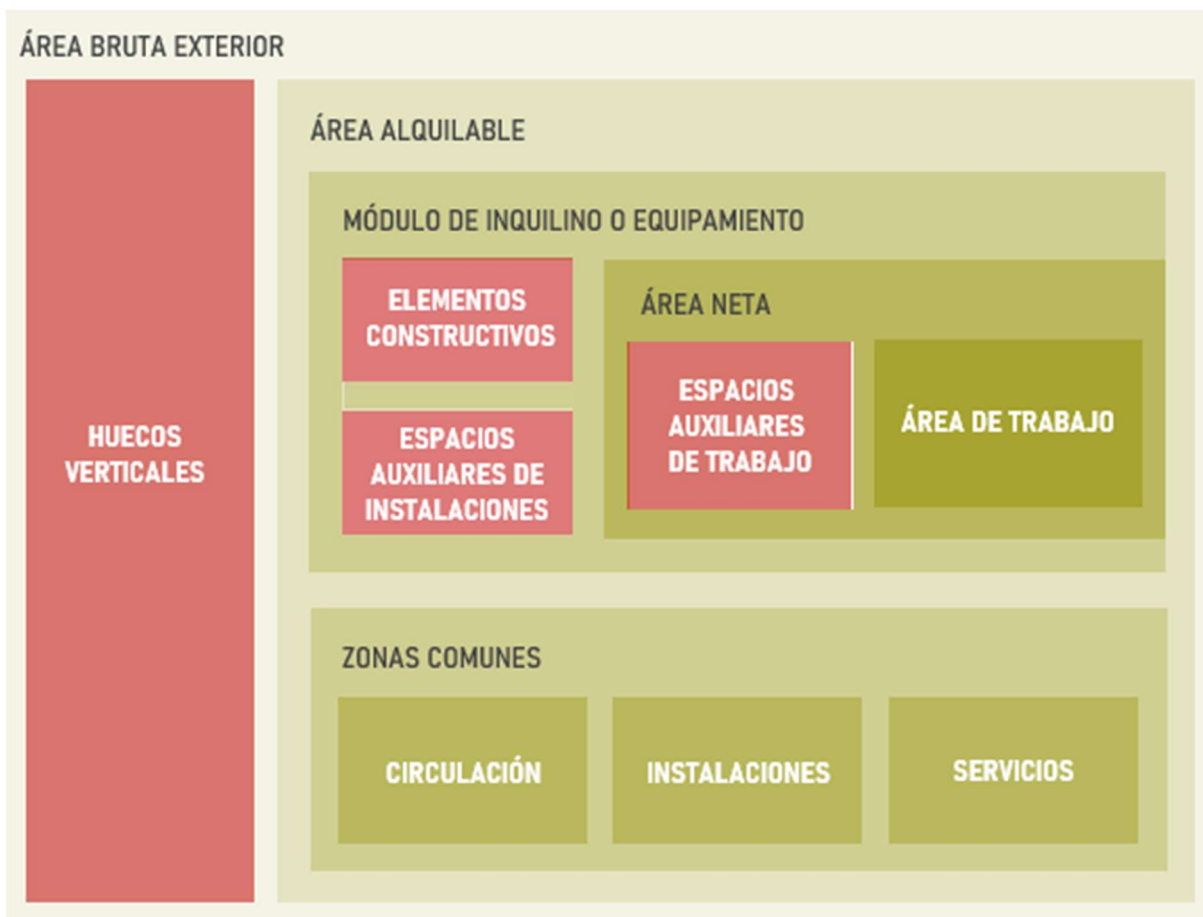 ÁREA BRUTA EXTERIOR
HUECOS
VERTICALES
ÁREA ALQUILABLE
MÓDULO DE INQUILINO O EQUIPAMIENTO
ELEMENTOS
CONSTRUCTIVOS
ESPACIOS
AUXILIARES DE
INSTALACIONES
ÁREA NETA
ESPACIOS
AUXILIARES
DE TRABAJO
ÁREA DE TRABAJO
ZONAS COMUNES
CIRCULACIÓN
INSTALACIONES
SERVICIOS